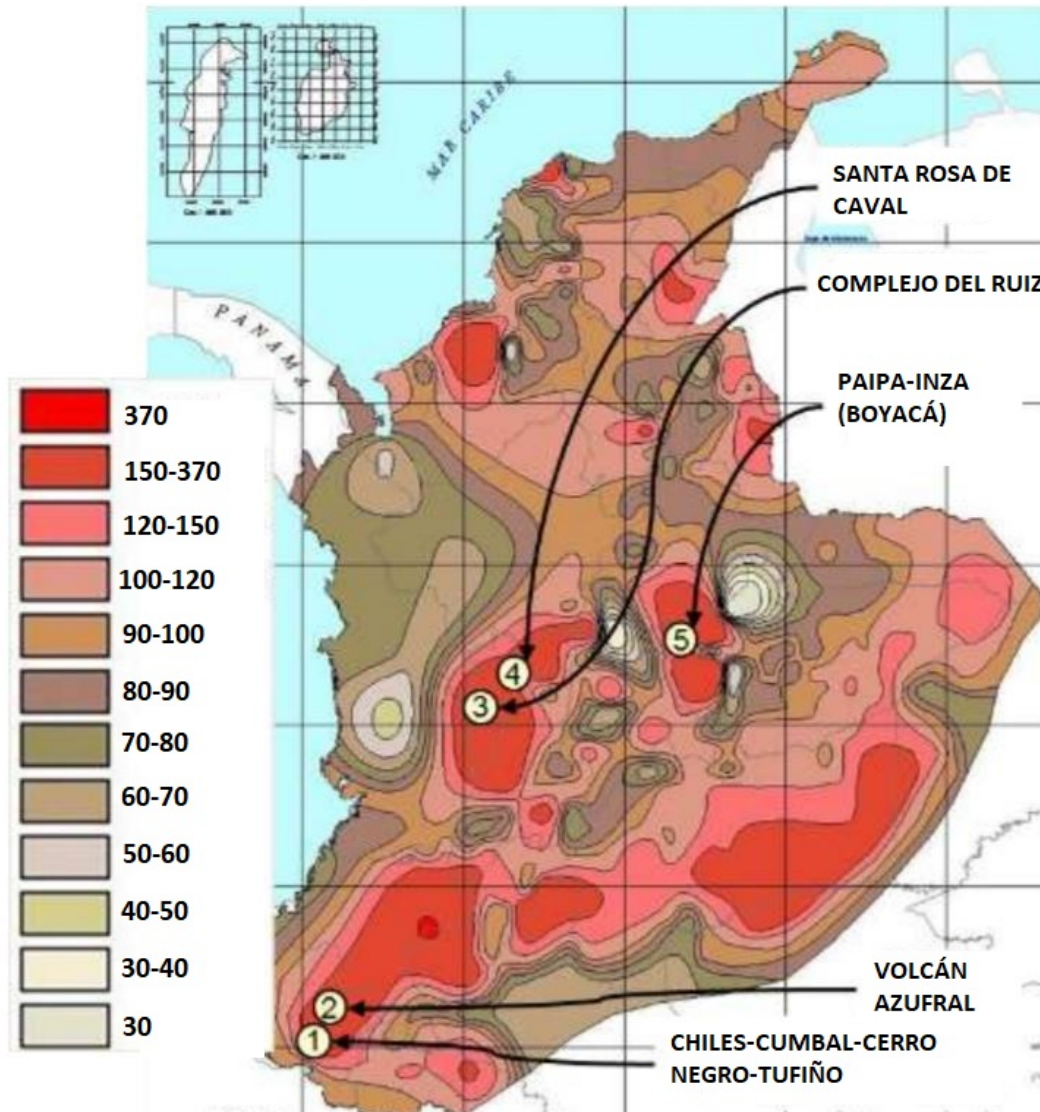 MAR CARIBE
PANAMA
SANTA ROSA DE
CAVAL
COMPLEJO DEL RUIZ
PAIPA-INZA
(BOYACÁ)
370
150-370
120-150
100-120
90-100
80-90
70-80
60-70
50-60
40-50
30-40
30
5
4
3
2
1
VOLCÁN
AZUFRAL
CHILES-CUMBAL-CERRO
NEGRO-TUFIÑO